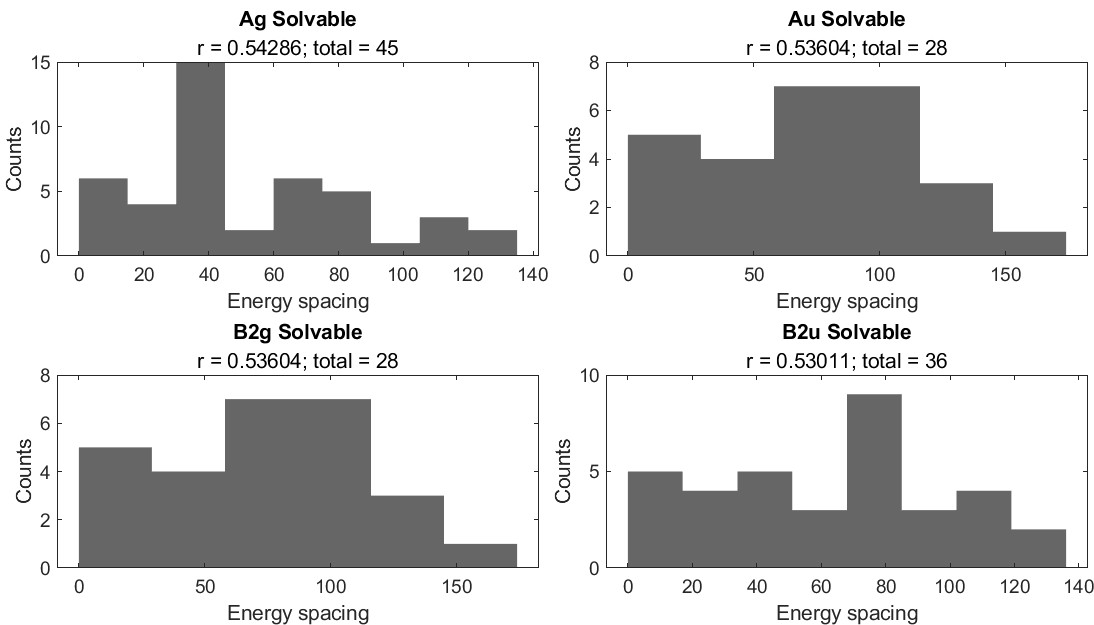 Ag Solvable
r = 0.54286; total = 45
15
10
5
0
Counts
0 20 40 60 80 100 120 140
Energy spacing
Au Solvable
r = 0.53604; total = 28
8
6
4
2
0
Counts
0 50 100 150
Energy spacing
B2g Solvable
r = 0.53604; total = 28
8
6
4
2
0
Counts
0 50 100 150
Energy spacing
B2u Solvable
r = 0.53011; total = 36
10
5
0
Counts
0 20 40 60 80 100 120 140
Energy spacing